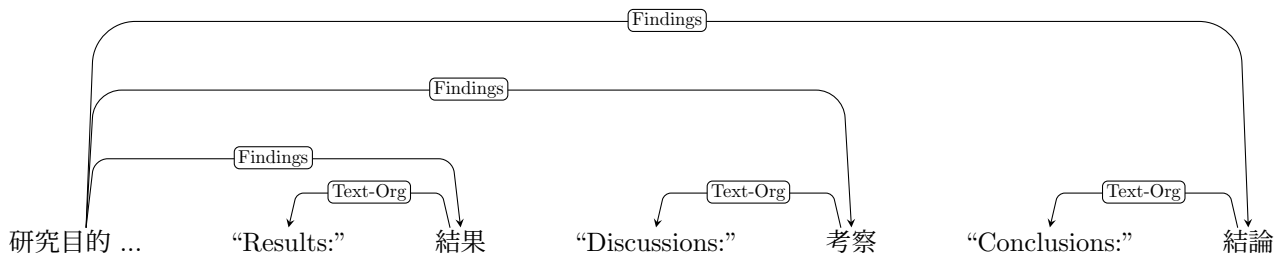 Findings
Findings
Findings
Text-Org Text-Org Text-Org
研究目的 ... “Results:” 結果 “Discussions:” 考察 “Conclusions:” 結論